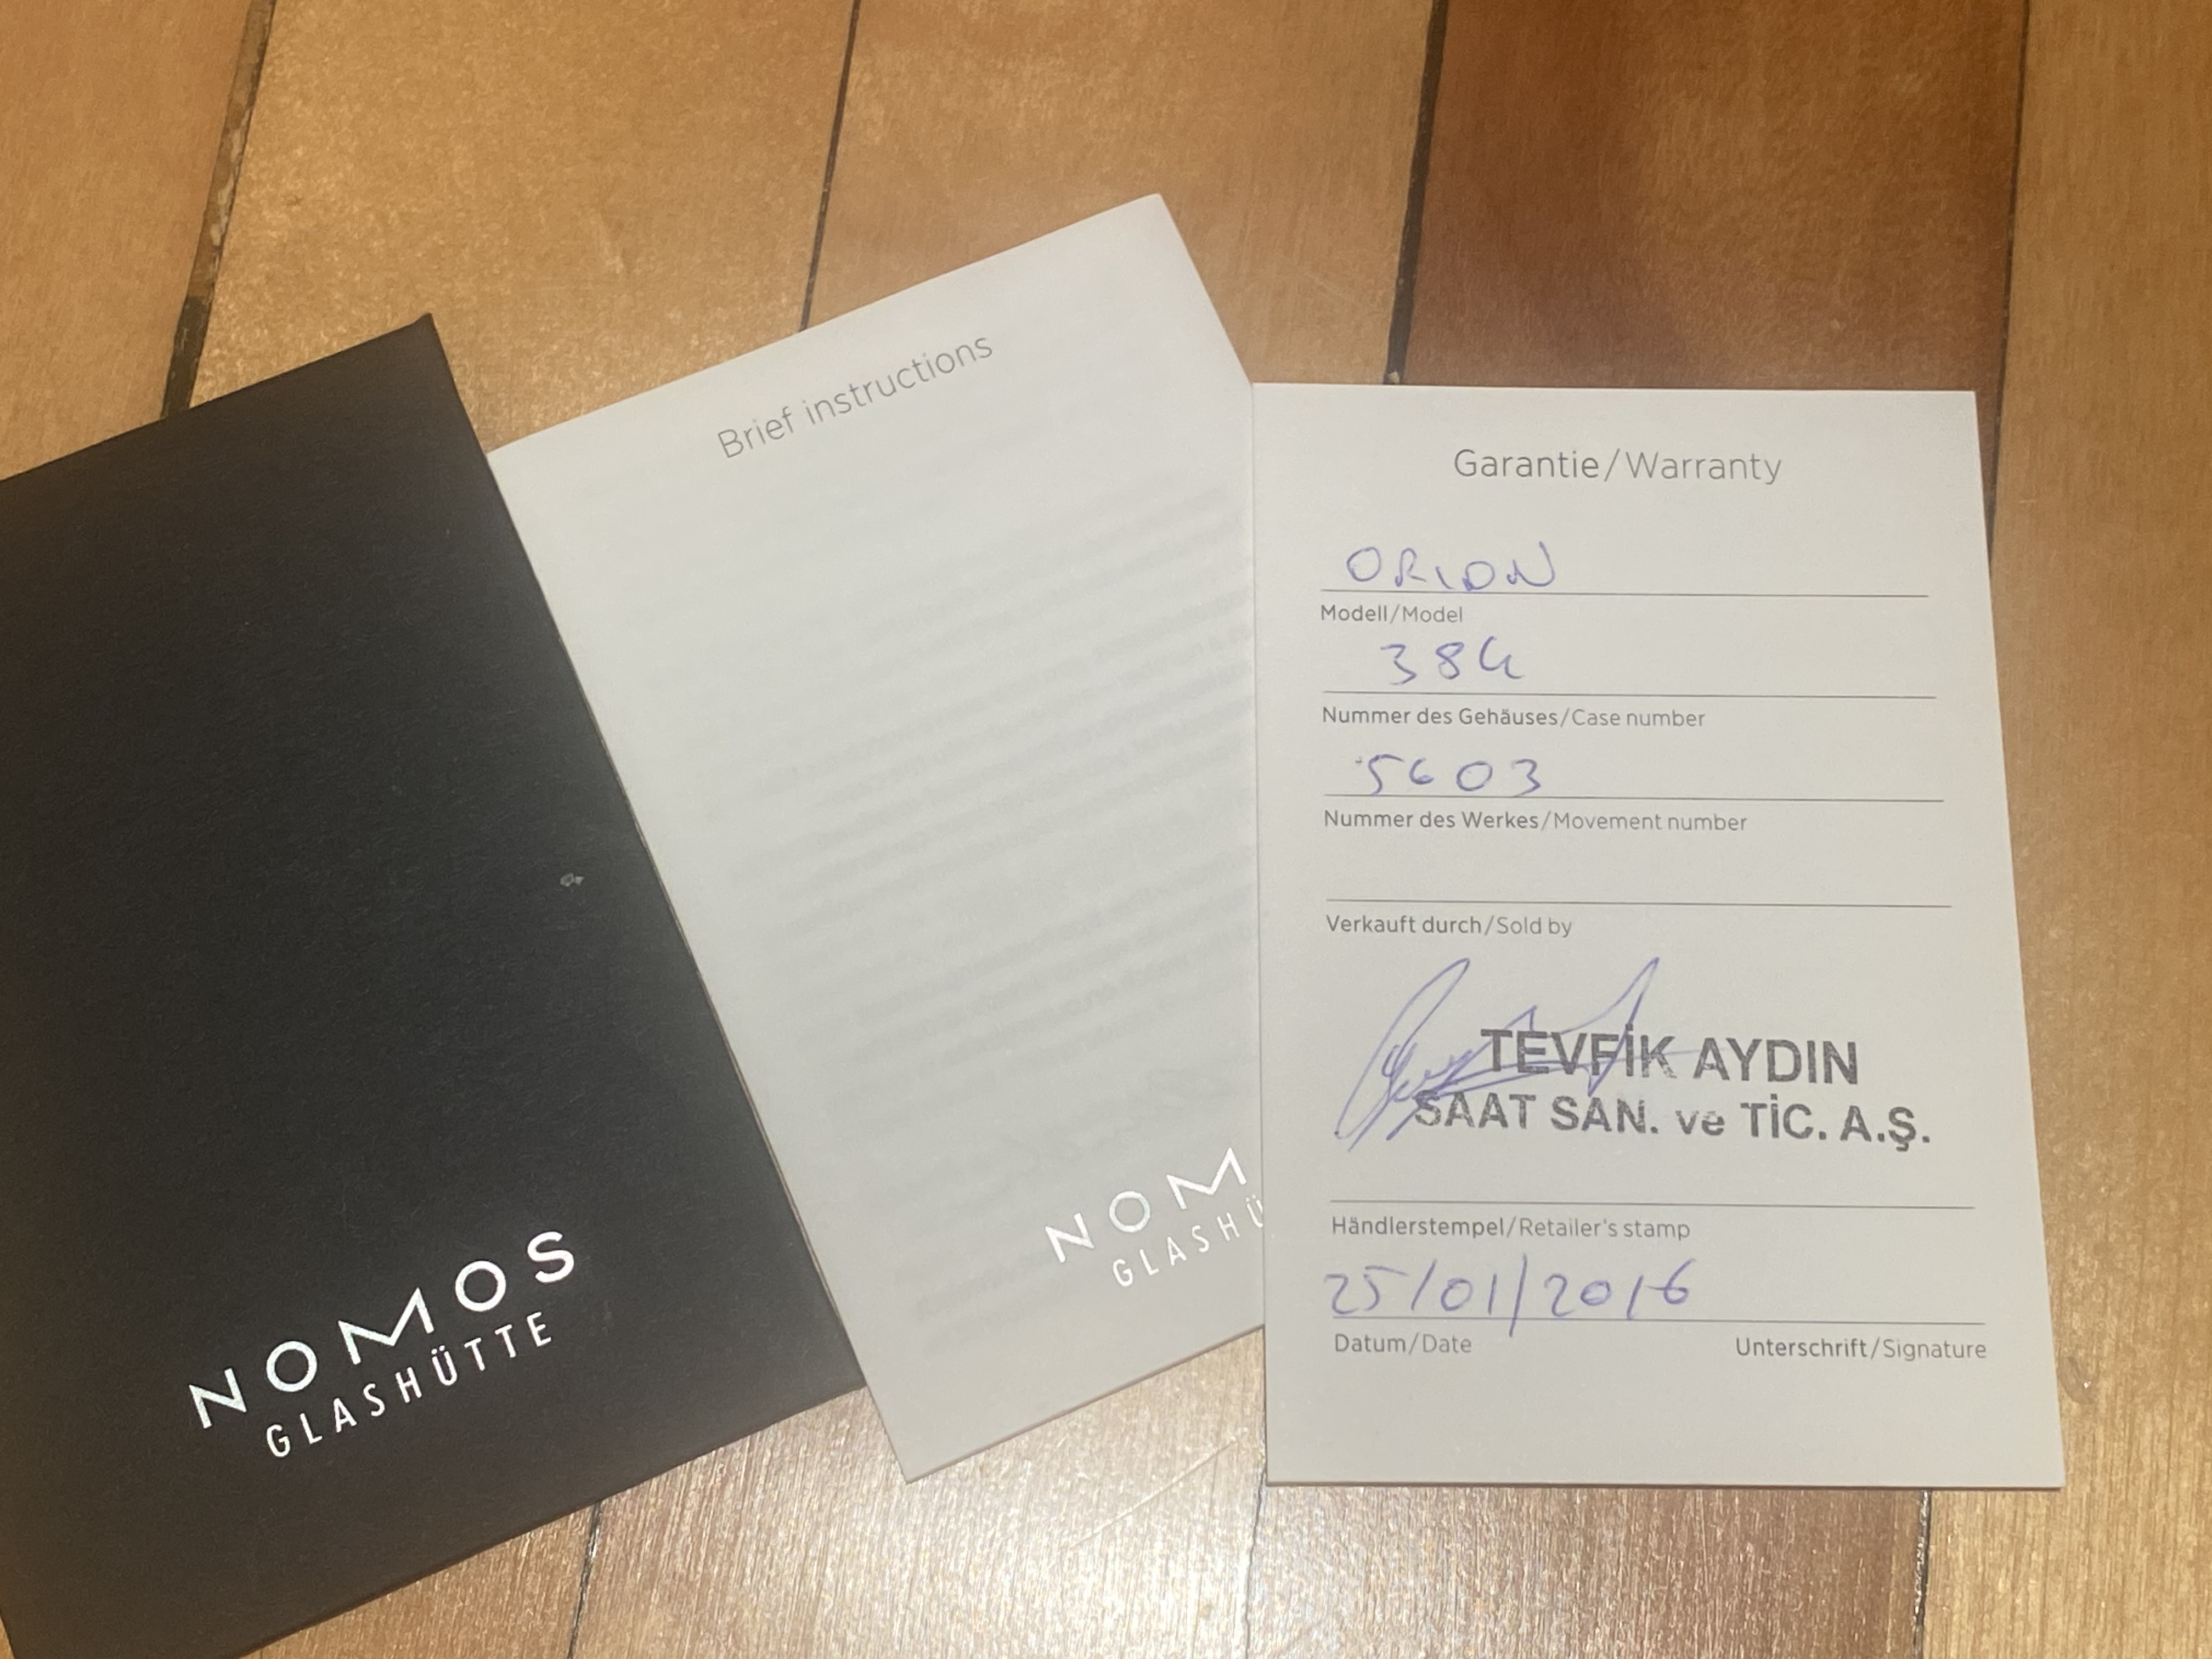 NOMOS
GLASHÜTTE
Brief instructions
NOM
GLASHÜ
Garantie/Warranty
ORION
Modell/Model
384
Nummer des Gehäuses/Case number
5603
Nummer des Werkes/Movement number
Verkauft durch/Sold by
TEVFİK AYDIN
SAAT SAN. ve TİC. A.Ş.
Händlerstempel/Retailer's stamp
25/01/2016
Datum/Date Unterschrift/Signature